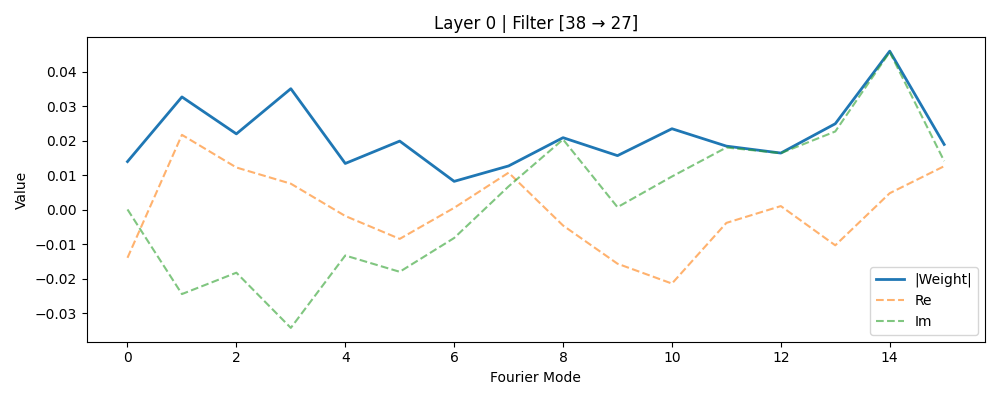 Layer 0 | Filter [38 → 27]
Value
0.04
0.03
0.02
0.01
0.00
−0.01
−0.02
−0.03
0 2 4 6 8 10 12 14
Fourier Mode
|Weight|
Re
Im